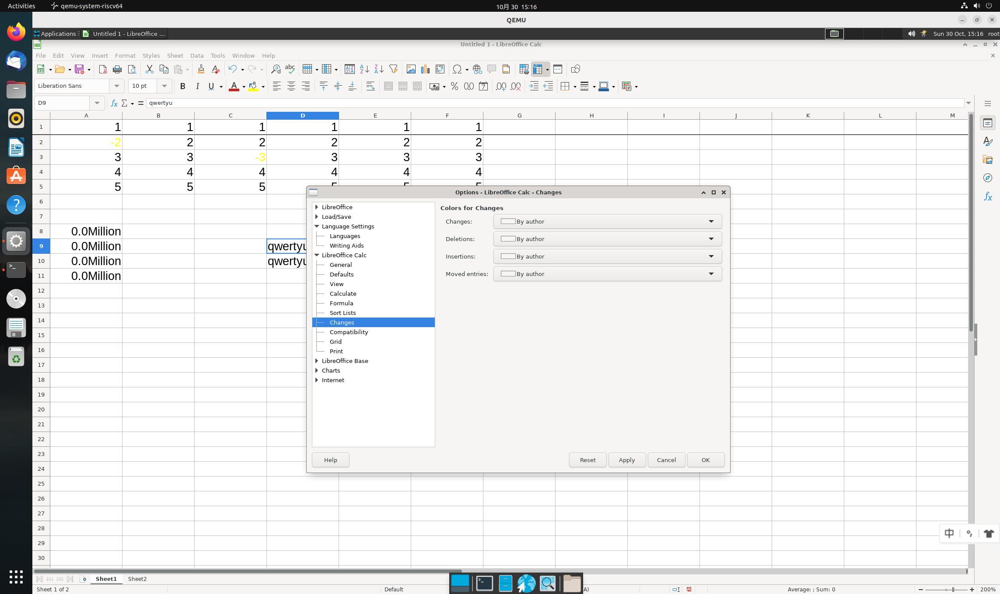 Activities
qemu-system-riscv64
10月 30 15:16
QEMU
Applications
Untitled 1 - LibreOffice ...
Sun 30 Oct, 15:16
root
Untitled 1 - LibreOffice Calc
File Edit View Insert Format Styles Sheet Data Tools Window Help
Liberation Sans
10 pt
D9
qwertyu
A B C D E F G H I J K L M
1 1 1 1 1 1 1
2 -2 2 2 2 2 2
3 3 3 -3 3 3 3
4 4 4 4 4 4 4
5 5 5 5 5 5 5
6
7
8 0.0Million
9 0.0Million qwertyu
10 0.0Million qwertyu
11 0.0Million
12
13
14
15
16
17
18
19
20
21
22
23
24
25
26
27
28
29
30
Options - LibreOffice Calc - Changes
LibreOffice
Load/Save
Language Settings
Languages
Writing Aids
LibreOffice Calc
General
Defaults
View
Calculate
Formula
Sort Lists
Changes
Compatibility
Grid
Print
LibreOffice Base
Charts
Internet
Colors for Changes
Changes: By author
Deletions: By author
Insertions: By author
Moved entries: By author
Help
Reset
Apply
Cancel
OK
中
Sheet1
Sheet2
Sheet 1 of 2
Default
A)
Average: ; Sum: 0
200%